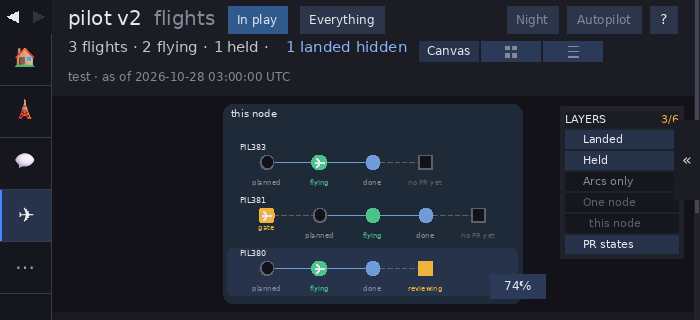 pilot v2 flights In play Everything Night Autopilot ?
3 flights · 2 flying · 1 held · 1 landed hidden Canvas
test · as of 2026-10-28 03:00:00 UTC
this node
PIL383
planned flying done no PR yet
PIL381
gate planned flying done no PR yet
PIL380
planned flying done reviewing
74%
LAYERS 3/6
Landed
Held
Arcs only
One node
this node
PR states
«